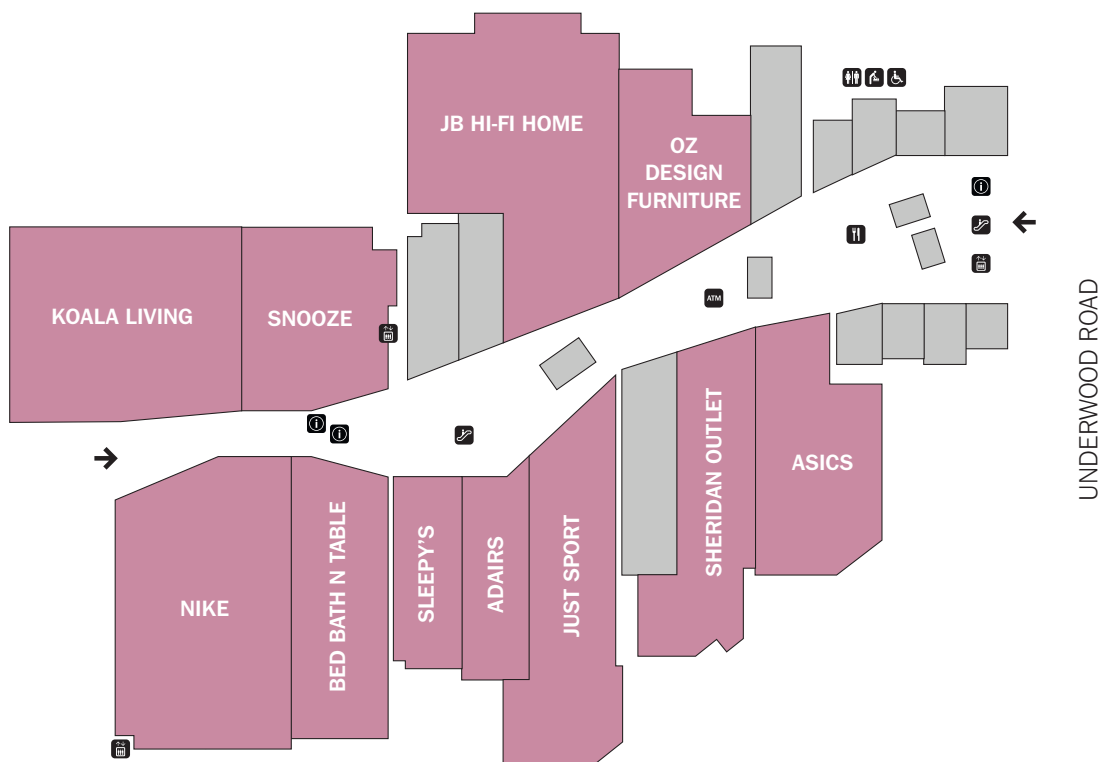 JB HI-FI HOME
OZ
DESIGN
FURNITURE
KOALA LIVING
SNOOZE
ATM
UNDERWOOD ROAD
NIKE
BED BATH N TABLE
SLEEPY'S
ADAIRS
JUST SPORT
SHERIDAN OUTLET
ASICS